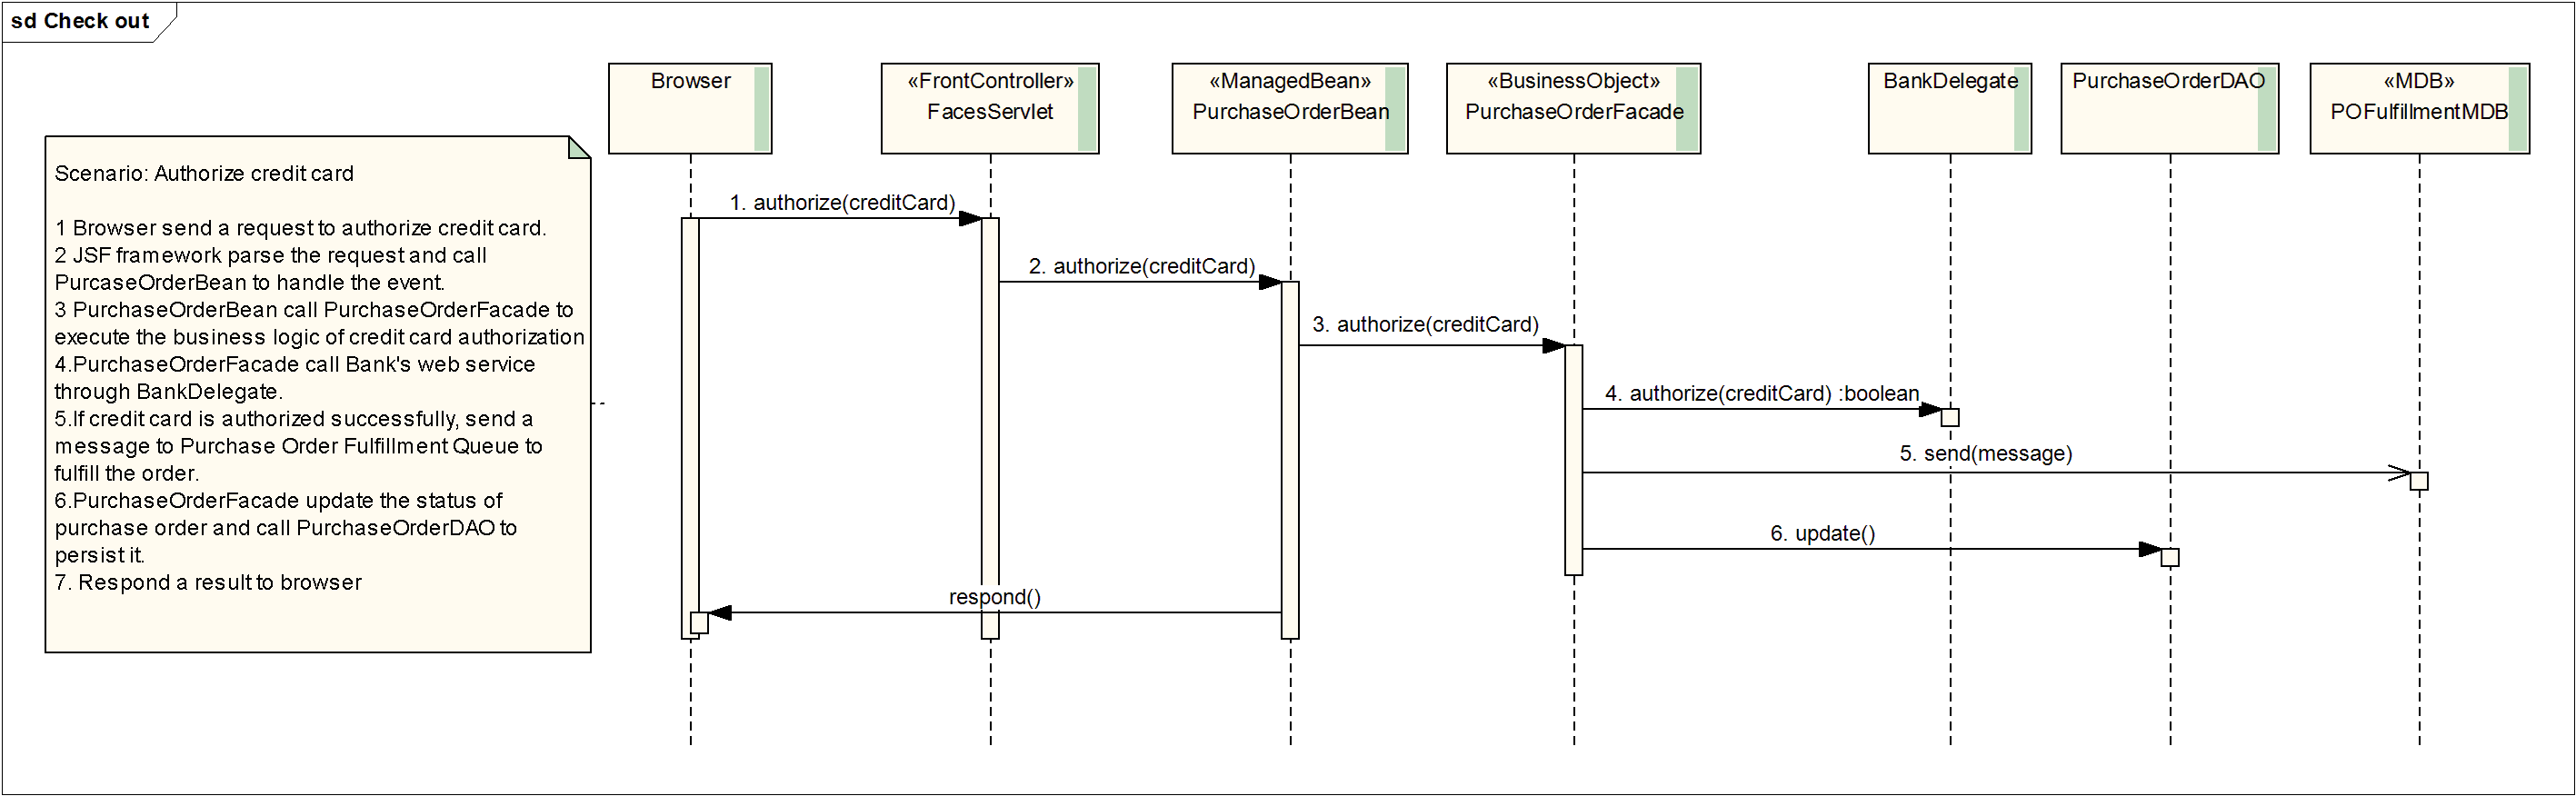 sd Check out
Browser
«FrontController»
FacesServlet
«ManagedBean»
PurchaseOrderBean
«BusinessObject»
PurchaseOrderFacade
BankDelegate
PurchaseOrderDAO
«MDB»
POFulfillmentMDB
Scenario: Authorize credit card
1 Browser send a request to authorize credit card.
2 JSF framework parse the request and call
PurcaseOrderBean to handle the event.
3 PurchaseOrderBean call PurchaseOrderFacade to
execute the business logic of credit card authorization
4.PurchaseOrderFacade call Bank's web service
through BankDelegate.
5.If credit card is authorized successfully, send a
message to Purchase Order Fulfillment Queue to
fulfill the order.
6.PurchaseOrderFacade update the status of
purchase order and call PurchaseOrderDAO to
persist it.
7. Respond a result to browser
1. authorize(creditCard)
2. authorize(creditCard)
3. authorize(creditCard)
4. authorize(creditCard) :boolean
5. send(message)
6. update()
respond()